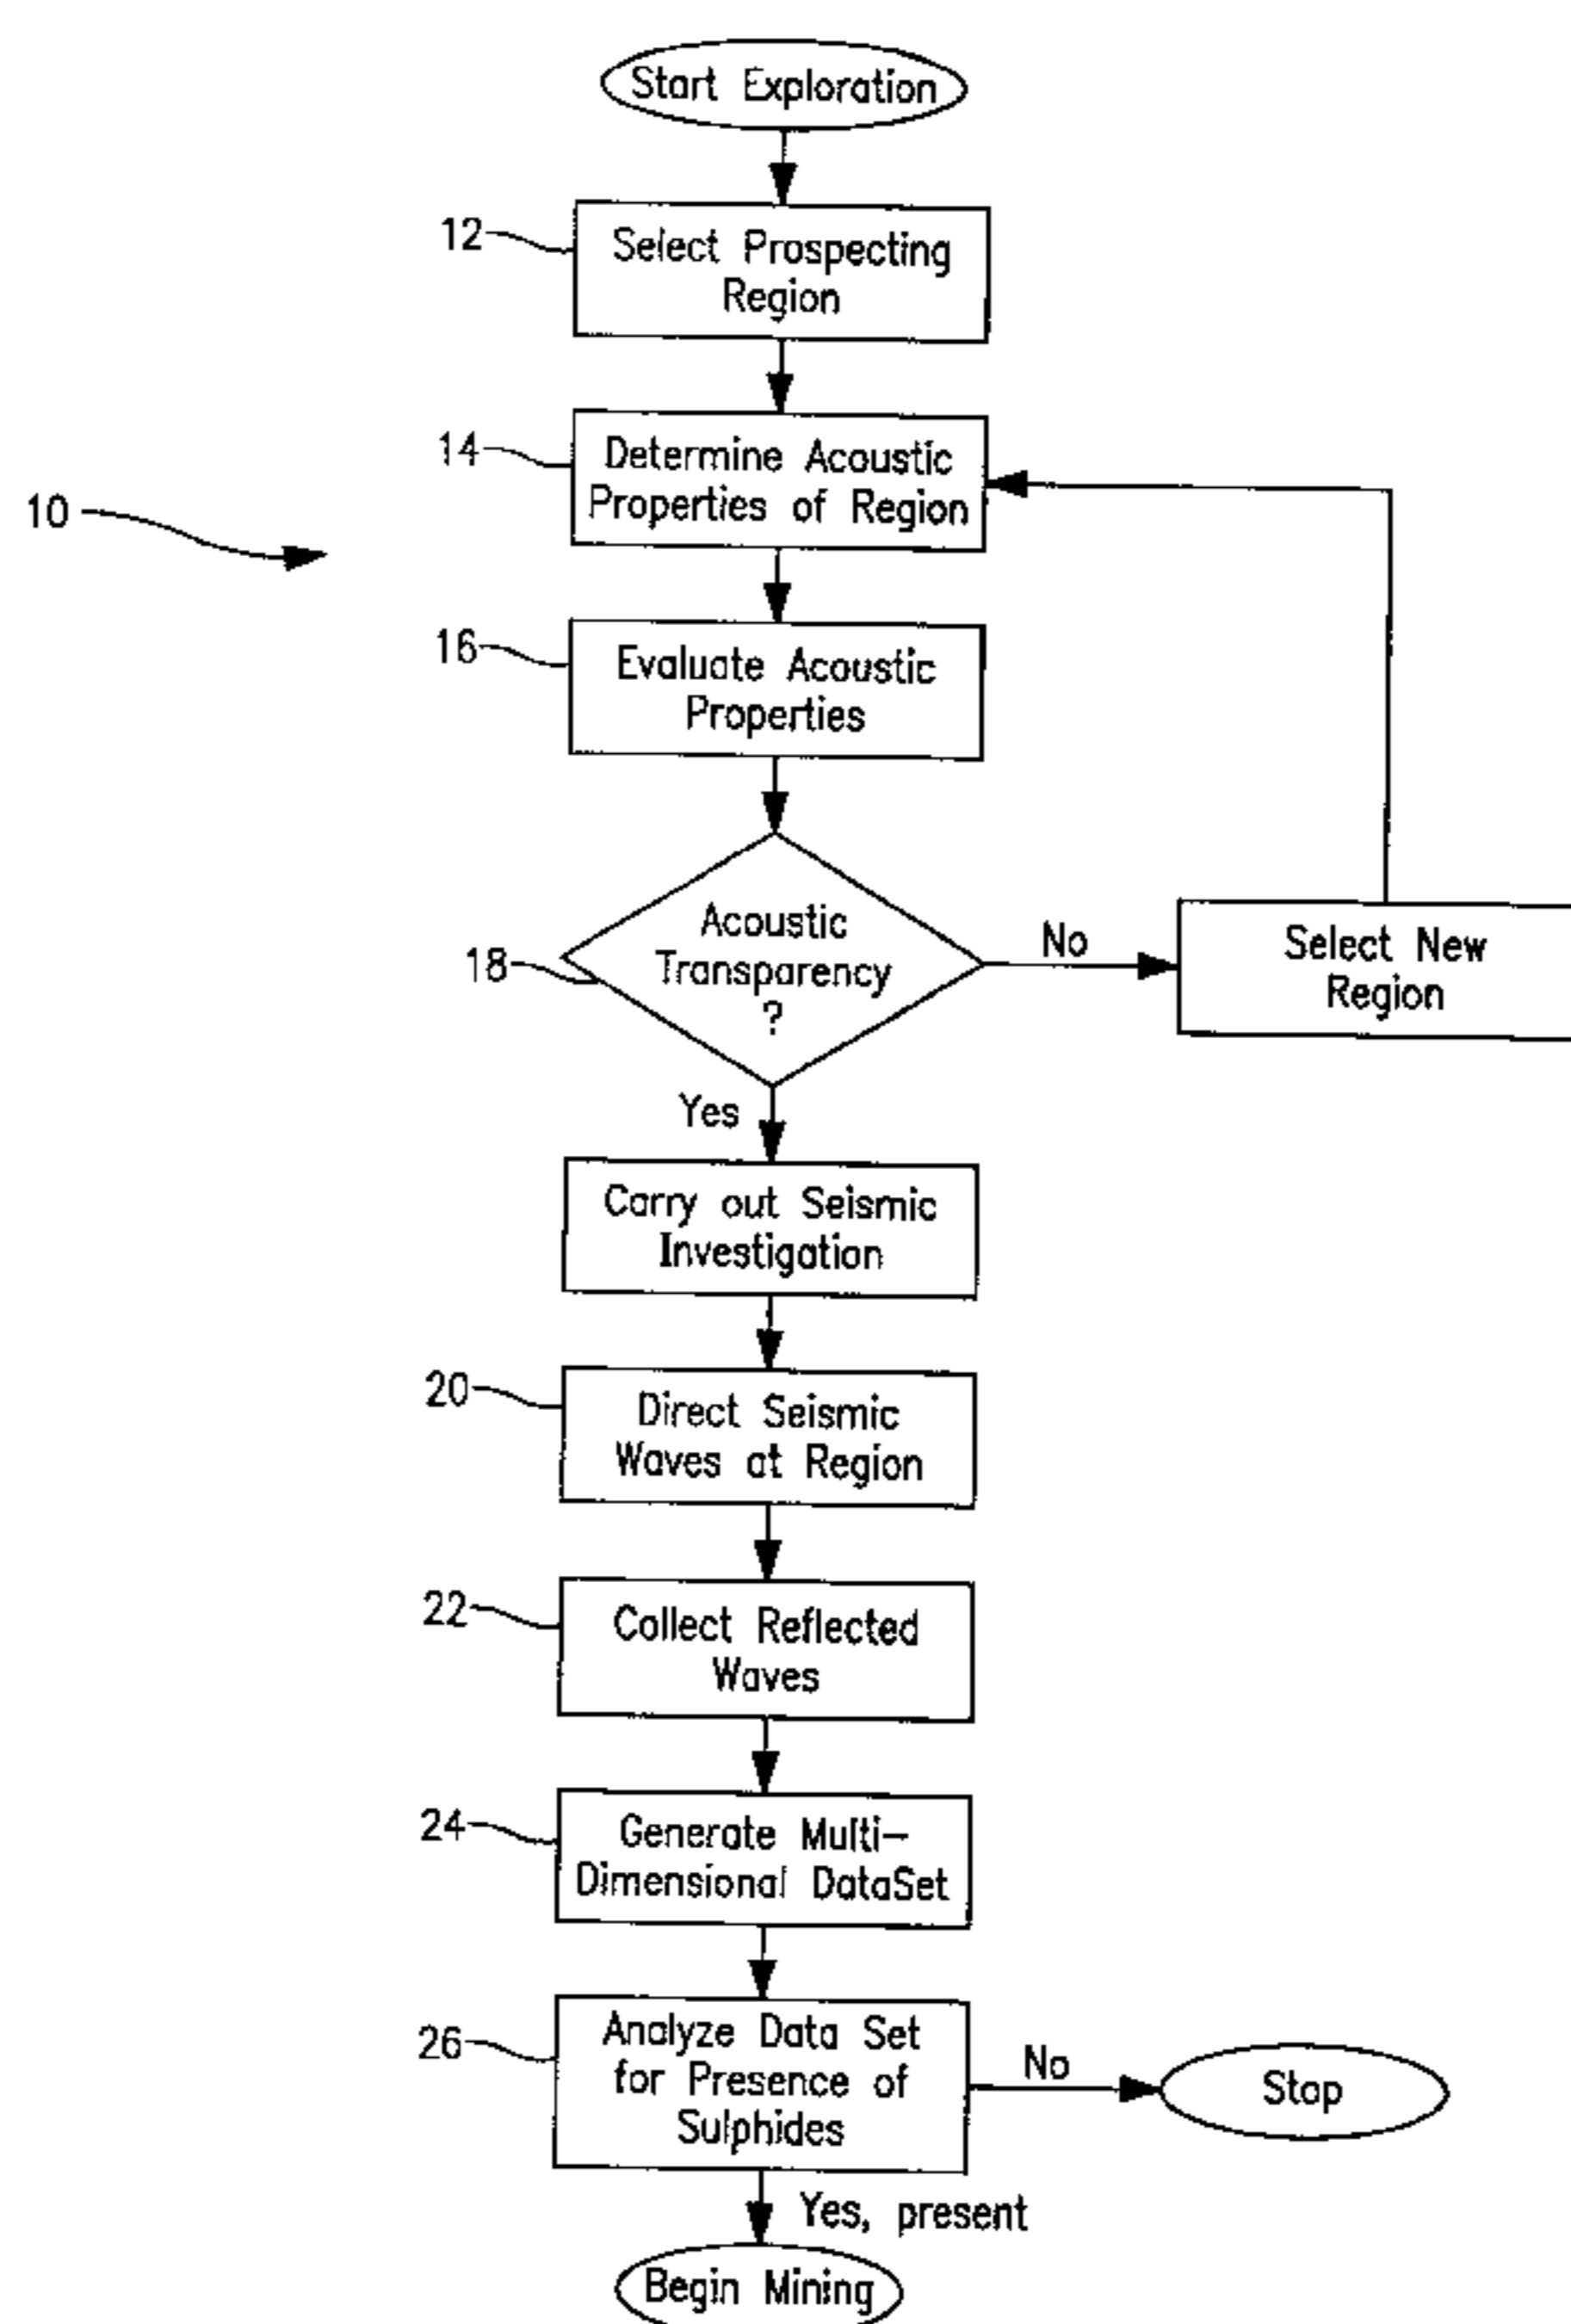 Start Exploration
12
Select Prospecting
Region
14
Determine Acoustic
Properties of Region
10
16
Evaluate Acoustic
Properties
18
Acoustic
Transparency
?
No
Select New
Region
Yes
Carry out Seismic
Investigation
20
Direct Seismic
Waves at Region
22
Collect Reflected
Waves
24
Generate Multi-
Dimensional DataSet
26
Analyze Data Set
for Presence of
Sulphides
No
Stop
Yes, present
Begin Mining